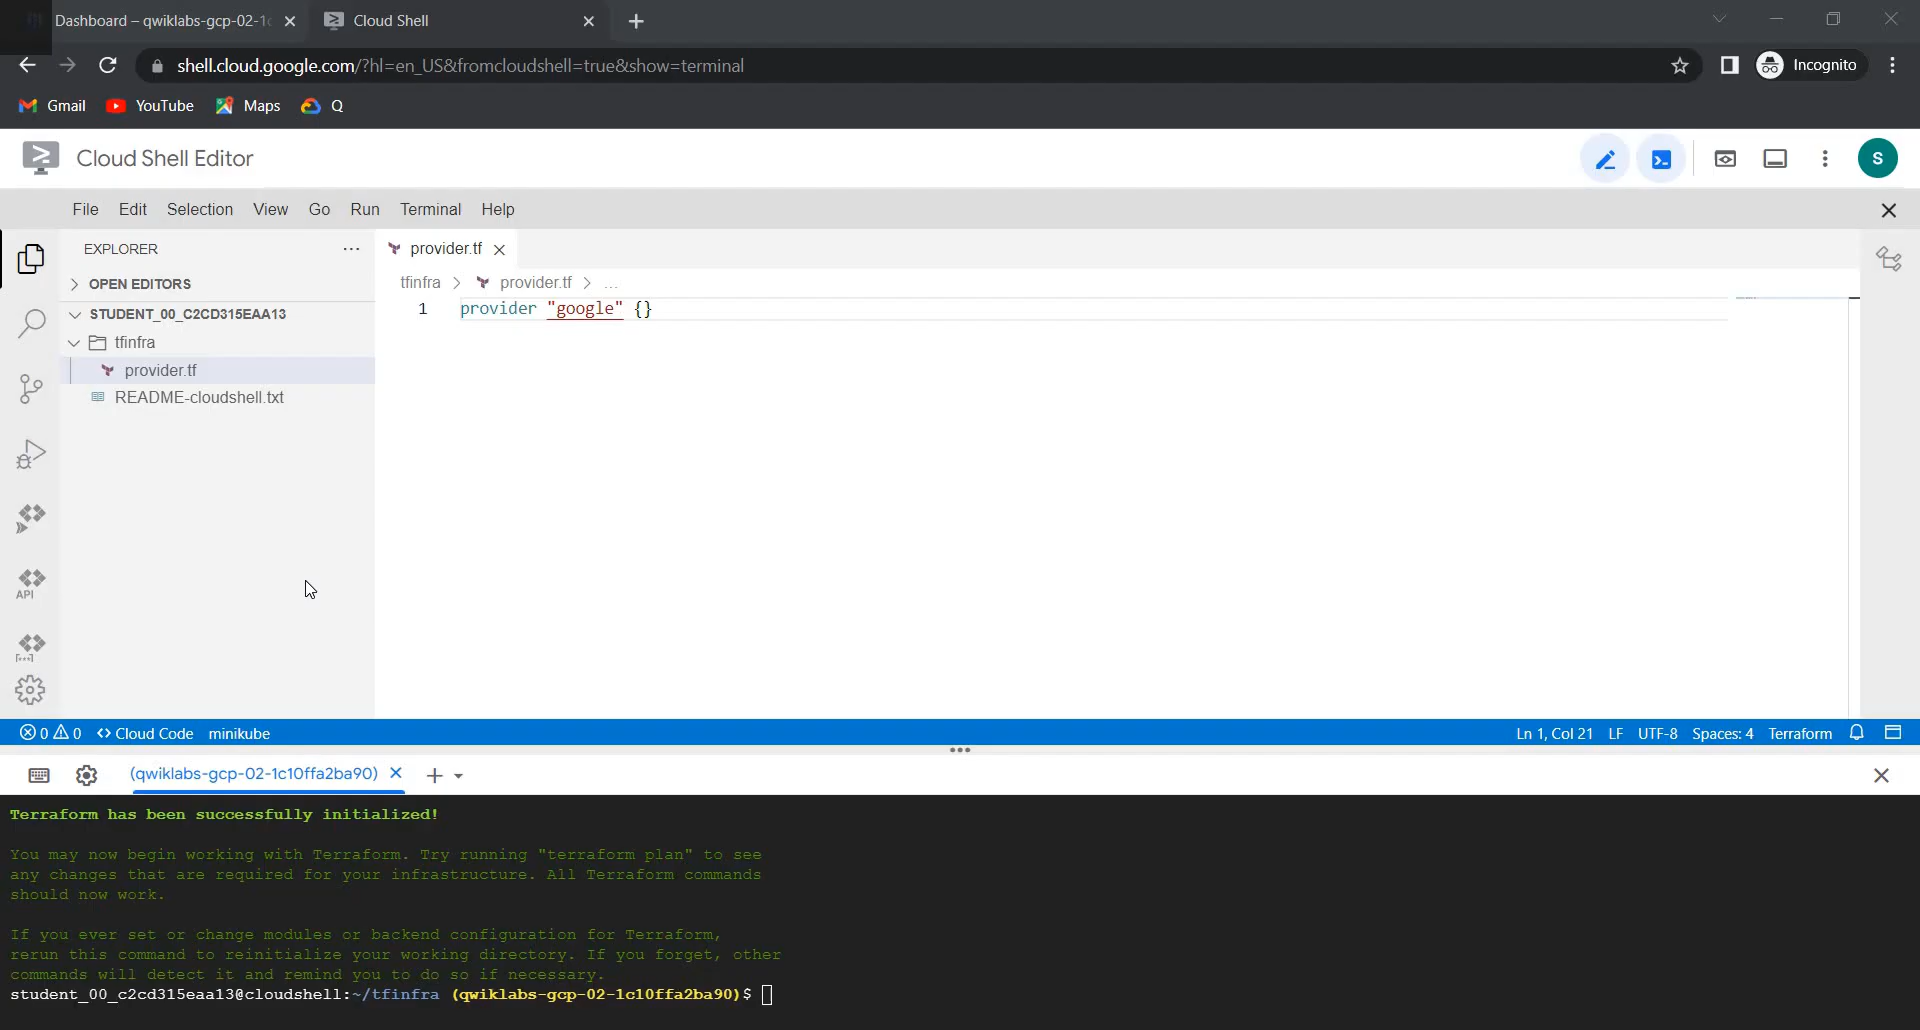 Dashboard – qwiklabs-gcp-02-1c
Cloud Shell
shell.cloud.google.com/?hl=en_US&fromcloudshell=true&show=terminal
Incognito
Gmail
YouTube
Maps
Q
Cloud Shell Editor
S
File Edit Selection View Go Run Terminal Help
EXPLORER
provider.tf
OPEN EDITORS
tfinfra > provider.tf > ...
STUDENT_00_C2CD315EAA13
1 provider "google" {}
tfinfra
provider.tf
README-cloudshell.txt
API
0 0 Cloud Code minikube
Ln 1, Col 21 LF UTF-8 Spaces: 4 Terraform
(qwiklabs-gcp-02-1c10ffa2ba90)
Terraform has been successfully initialized!
You may now begin working with Terraform. Try running "terraform plan" to see
any changes that are required for your infrastructure. All Terraform commands
should now work.
If you ever set or change modules or backend configuration for Terraform,
rerun this command to reinitialize your working directory. If you forget, other
commands will detect it and remind you to do so if necessary.
student_00_c2cd315eaa13@cloudshell:~/tfinfra (qwiklabs-gcp-02-1c10ffa2ba90)$